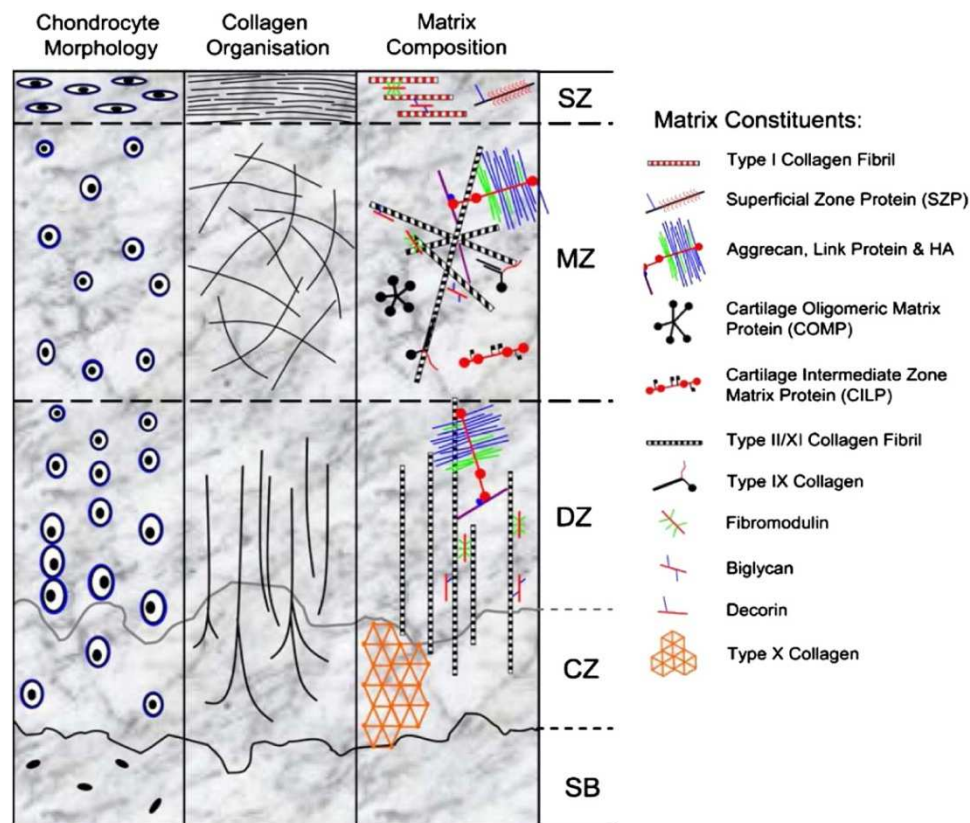 Chondrocyte
Morphology
Collagen
Organisation
Matrix
Composition
SZ
MZ
DZ
CZ
SB
Matrix Constituents:
Type I Collagen Fibril
Superficial Zone Protein (SZP)
Aggrecan, Link Protein & HA
Cartilage Oligomeric Matrix
Protein (COMP)
Cartilage Intermediate Zone
Matrix Protein (CILP)
Type II/XI Collagen Fibril
Type IX Collagen
Fibromodulin
Biglycan
Decorin
Type X Collagen